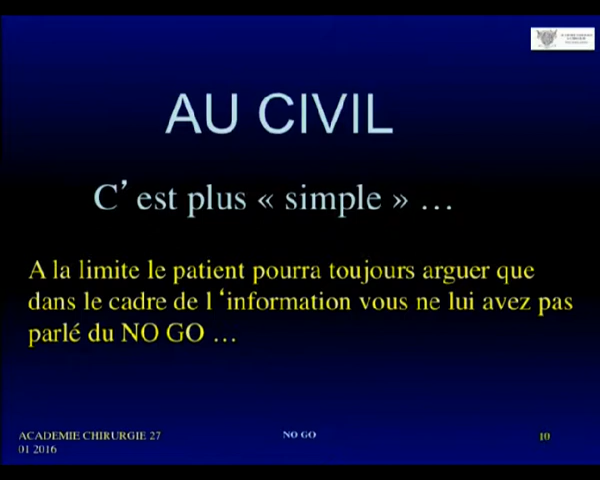 AU CIVIL
C’est plus « simple » …
A la limite le patient pourra toujours arguer que
dans le cadre de l‘information vous ne lui avez pas
parlé du NO GO …
ACADEMIE CHIRURGIE 27
01 2016
NO GO
10